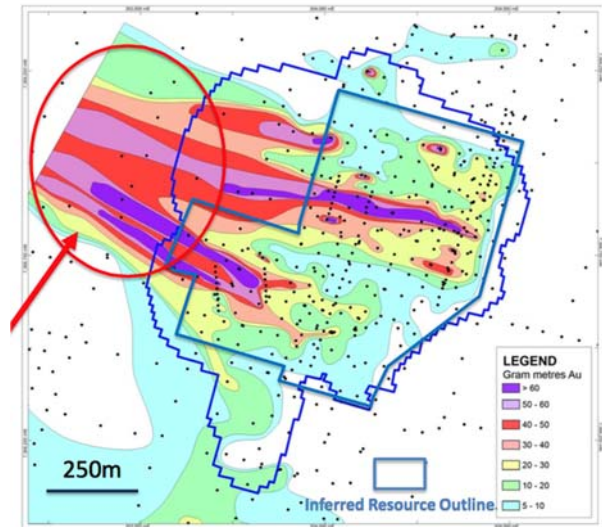 LEGEND
Gram metres Au
> 60
50 - 60
40 - 50
30 - 40
20 - 30
10 - 20
5 - 10
250m
Inferred Resource Outline